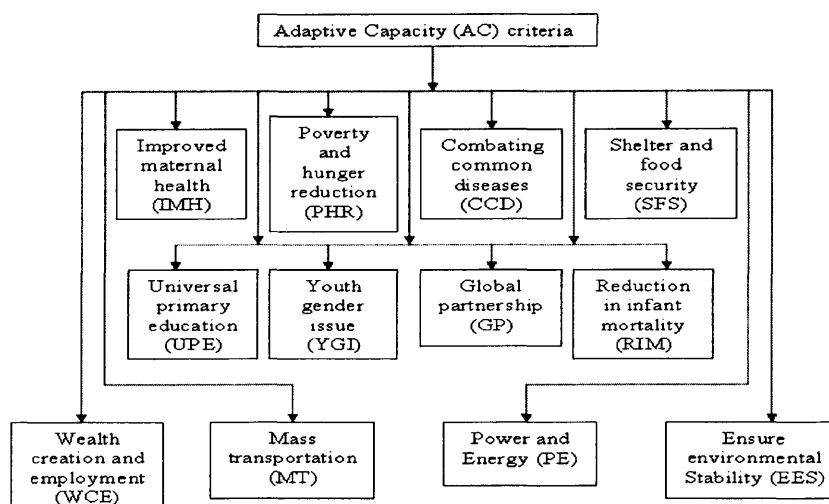 Adaptive Capacity (AC) criteria
Improved
maternal
health
(IMH)
Poverty
and
hunger
reduction
(PHR)
Combating
common
diseases
(CCD)
Shelter and
food
security
(SFS)
Universal
primary
education
(UPE)
Youth
gender
issue
(YGI)
Global
partnership
(GP)
Reduction
in infant
mortality
(RIM)
Wealth
creation and
employment
(WCE)
Mass
transportation
(MT)
Power and
Energy (PE)
Ensure
environmental
Stability (EES)